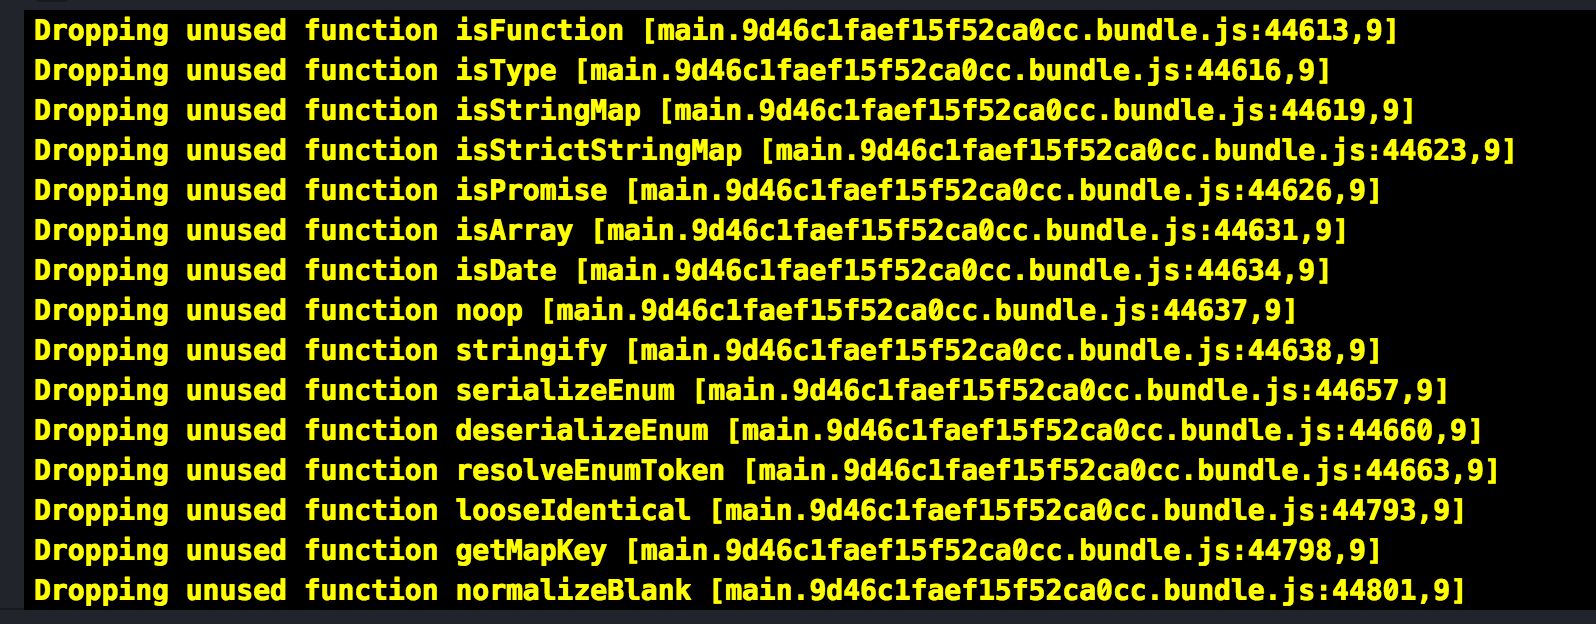 Dropping unused function isFunction [main.9d46c1faef15f52ca0cc.bundle.js:44613,9]
Dropping unused function isType [main.9d46c1faef15f52ca0cc.bundle.js:44616,9]
Dropping unused function isStringMap [main.9d46c1faef15f52ca0cc.bundle.js:44619,9]
Dropping unused function isStrictStringMap [main.9d46c1faef15f52ca0cc.bundle.js:44623,9]
Dropping unused function isPromise [main.9d46c1faef15f52ca0cc.bundle.js:44626,9]
Dropping unused function isArray [main.9d46c1faef15f52ca0cc.bundle.js:44631,9]
Dropping unused function isDate [main.9d46c1faef15f52ca0cc.bundle.js:44634,9]
Dropping unused function noop [main.9d46c1faef15f52ca0cc.bundle.js:44637,9]
Dropping unused function stringify [main.9d46c1faef15f52ca0cc.bundle.js:44638,9]
Dropping unused function serializeEnum [main.9d46c1faef15f52ca0cc.bundle.js:44657,9]
Dropping unused function deserializeEnum [main.9d46c1faef15f52ca0cc.bundle.js:44660,9]
Dropping unused function resolveEnumToken [main.9d46c1faef15f52ca0cc.bundle.js:44663,9]
Dropping unused function looseIdentical [main.9d46c1faef15f52ca0cc.bundle.js:44793,9]
Dropping unused function getMapKey [main.9d46c1faef15f52ca0cc.bundle.js:44798,9]
Dropping unused function normalizeBlank [main.9d46c1faef15f52ca0cc.bundle.js:44801,9]